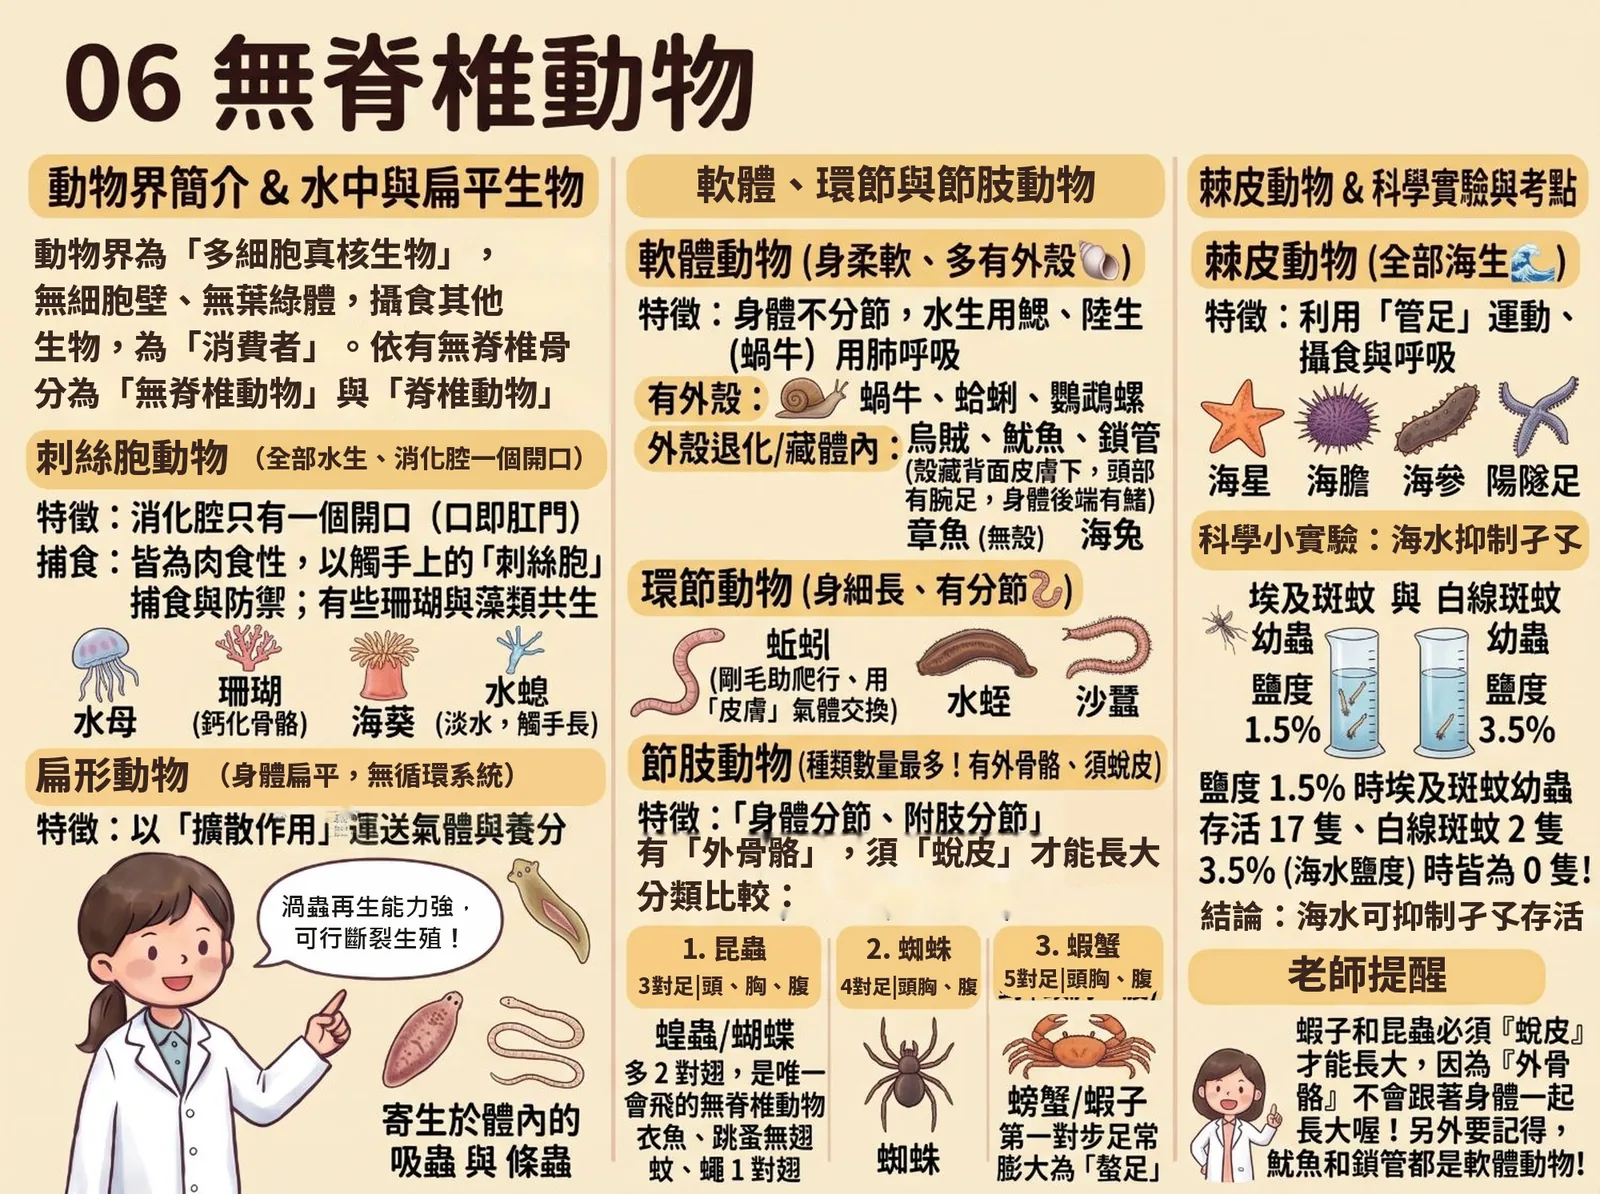 06 無脊椎動物
動物界簡介 & 水中與扁平生物
動物界為「多細胞真核生物」，
無細胞壁、無葉綠體，攝食其他
生物，為「消費者」。依有無脊椎骨
分為「無脊椎動物」與「脊椎動物」
刺絲胞動物 （全部水生、消化腔一個開口）
特徵：消化腔只有一個開口（口即肛門）
捕食：皆為肉食性，以觸手上的「刺絲胞」
捕食與防禦；有些珊瑚與藻類共生
水母
珊瑚
(鈣化骨骼)
海葵
水螅
(淡水，觸手長)
扁形動物 （身體扁平，無循環系統）
特徵：以「擴散作用」運送氣體與養分
渦蟲再生能力強，
可行斷裂生殖！
寄生於體內的
吸蟲 與 條蟲
軟體、環節與節肢動物
軟體動物 (身柔軟、多有外殼)
特徵：身體不分節，水生用鰓、陸生
(蝸牛) 用肺呼吸
有外殼： 蝸牛、蛤蜊、鸚鵡螺
外殼退化/藏體內：烏賊、魷魚、鎖管
(殼藏背面皮膚下，頭部
有腕足，身體後端有鰭)
章魚 (無殼) 海兔
環節動物 (身細長、有分節)
蚯蚓
(剛毛助爬行、用
「皮膚」氣體交換)
水蛭
沙蠶
節肢動物 (種類數量最多！有外骨骼、須蛻皮)
特徵：「身體分節、附肢分節」
有「外骨骼」，須「蛻皮」才能長大
分類比較：
1. 昆蟲
3對足|頭、胸、腹
蝗蟲/蝴蝶
多 2 對翅，是唯一
會飛的無脊椎動物
衣魚、跳蚤無翅
蚊、蠅 1 對翅
2. 蜘蛛
4對足|頭胸、腹
蜘蛛
3. 蝦蟹
5對足|頭胸、腹
螃蟹/蝦子
第一對步足常
膨大為「螯足」
棘皮動物 & 科學實驗與考點
棘皮動物 (全部海生)
特徵：利用「管足」運動、
攝食與呼吸
海星 海膽 海參 陽隧足
科學小實驗：海水抑制孑孓
埃及斑蚊 與 白線斑蚊
幼蟲
鹽度
1.5%
幼蟲
鹽度
3.5%
鹽度 1.5% 時埃及斑蚊幼蟲
存活 17 隻、白線斑蚊 2 隻
3.5% (海水鹽度) 時皆為 0 隻!
結論：海水可抑制孑孓存活
老師提醒
蝦子和昆蟲必須『蛻皮』
才能長大，因為『外骨
骼』不會跟著身體一起
長大喔！另外要記得，
魷魚和鎖管都是軟體動物!